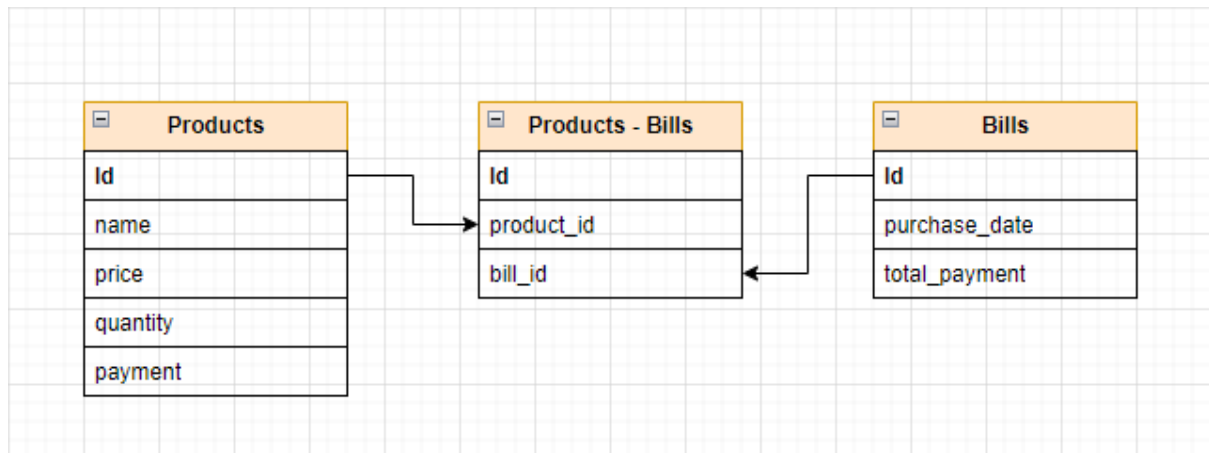 Products
Id
name
price
quantity
payment
Products - Bills
Id
product_id
bill_id
Bills
Id
purchase_date
total_payment